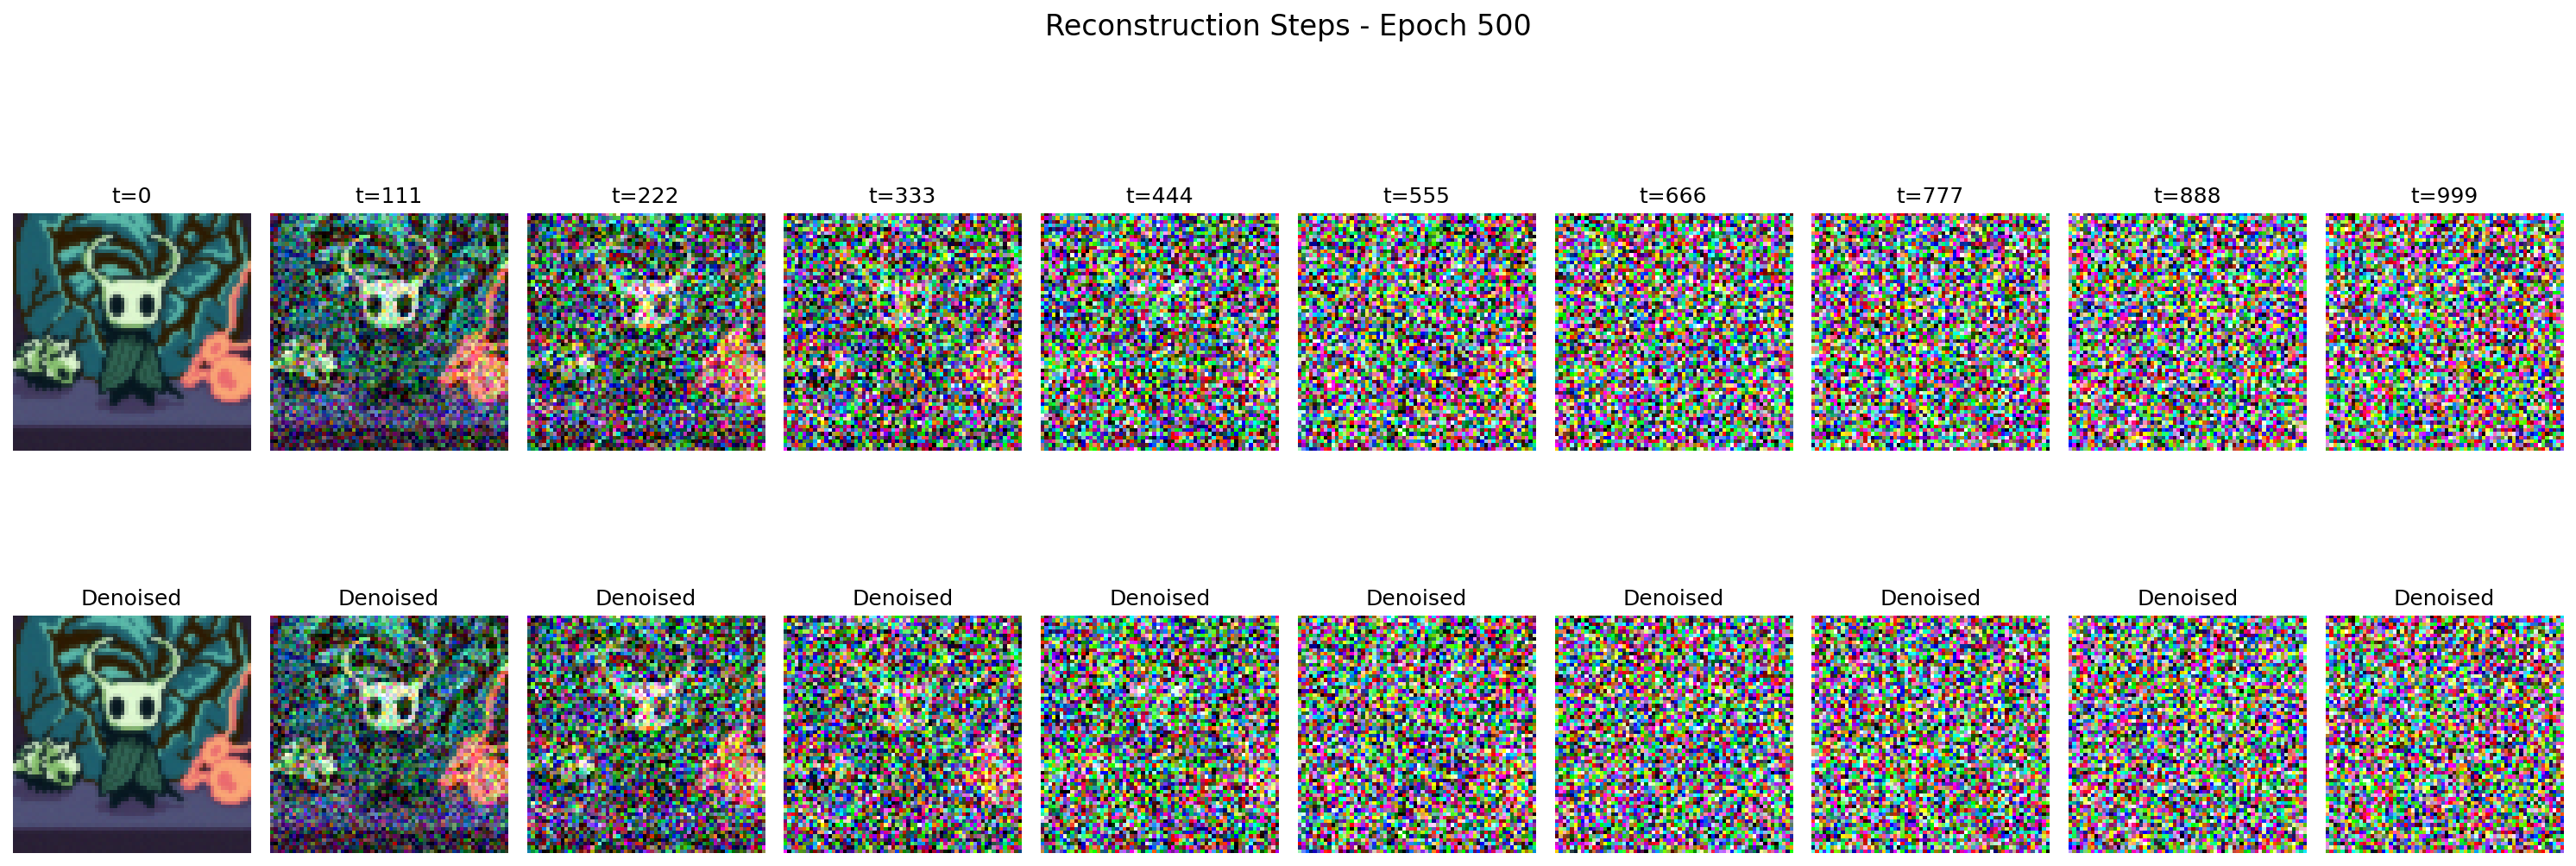 Reconstruction Steps - Epoch 500
t=0 t=111 t=222 t=333 t=444 t=555 t=666 t=777 t=888 t=999
Denoised Denoised Denoised Denoised Denoised Denoised Denoised Denoised Denoised Denoised